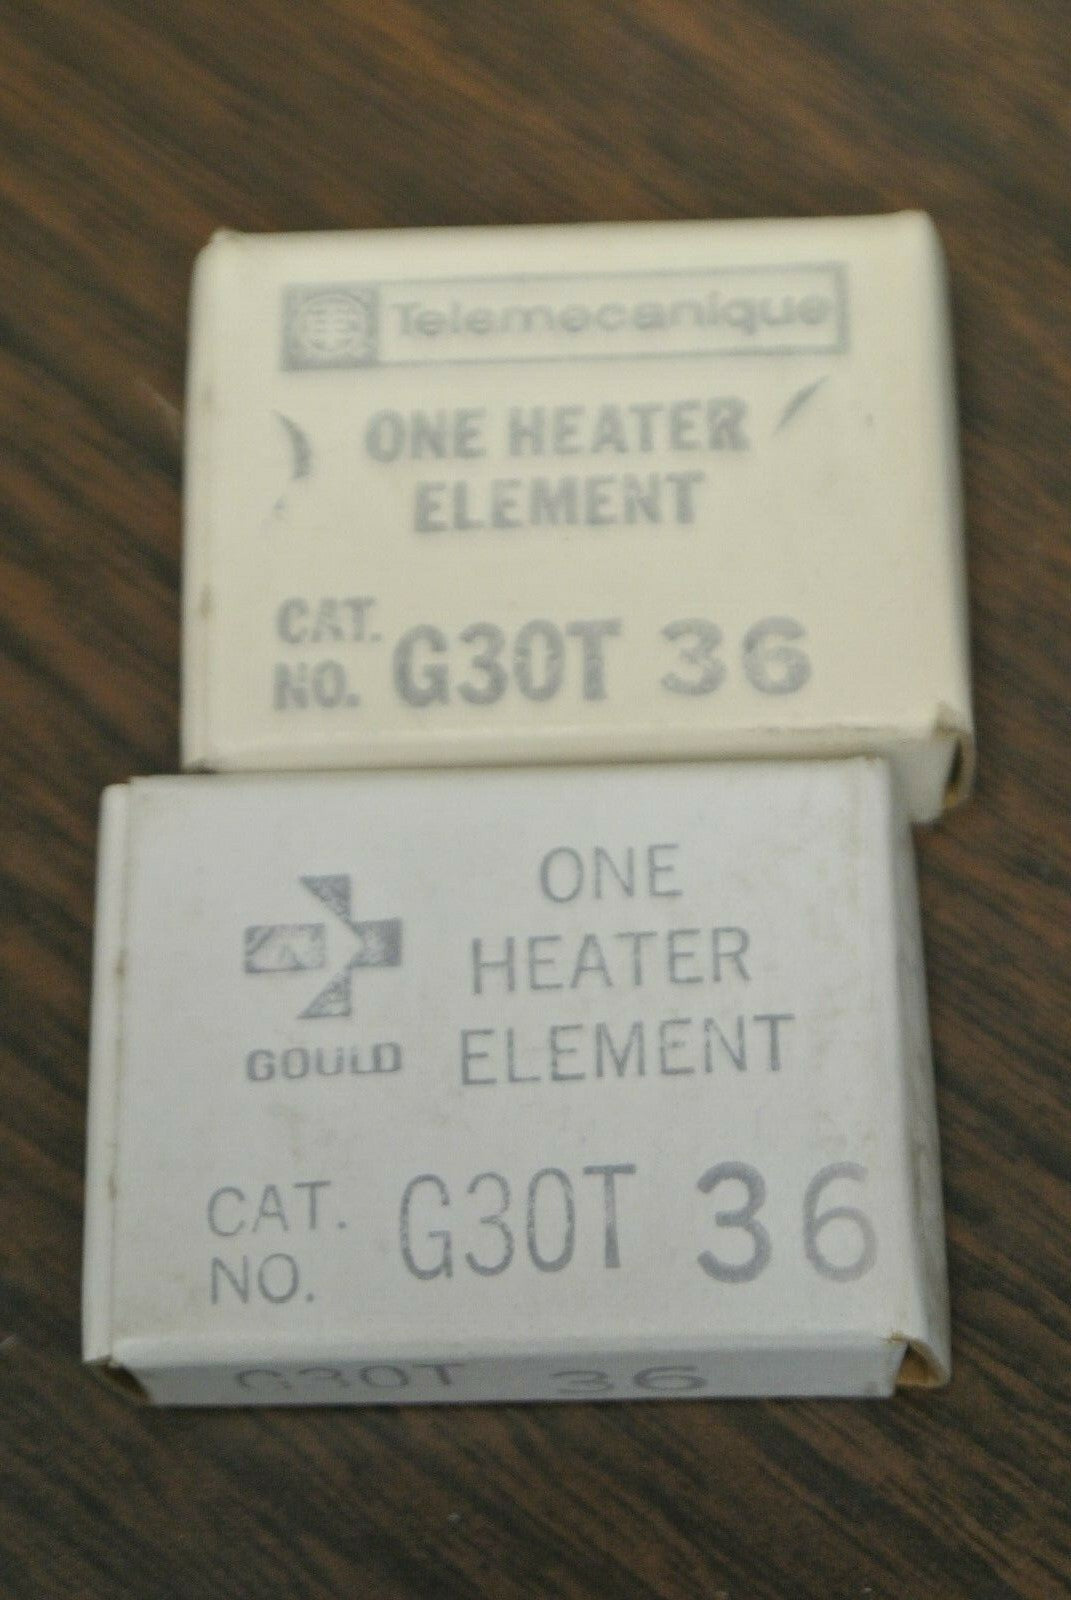 Telemecanique
ONE HEATER
ELEMENT
CAT.
NO. G30T 36
ONE
HEATER
ELEMENT
GOULD
CAT.
NO. G30T 36
G30T 36